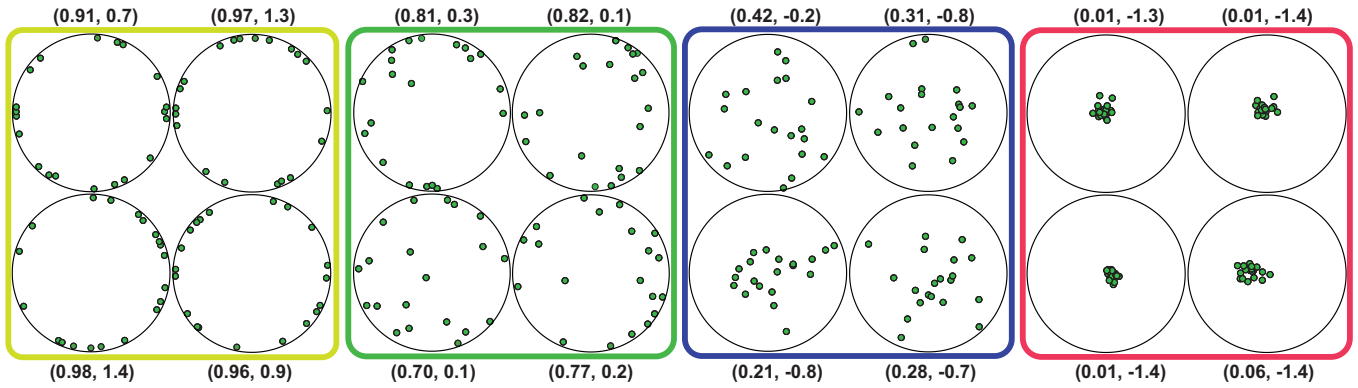 (0.91, 0.7) (0.97, 1.3) (0.81, 0.3) (0.82, 0.1) (0.42, -0.2) (0.31, -0.8) (0.01, -1.3) (0.01, -1.4)
(0.98, 1.4) (0.96, 0.9) (0.70, 0.1) (0.77, 0.2) (0.21, -0.8) (0.28, -0.7) (0.01, -1.4) (0.06, -1.4)